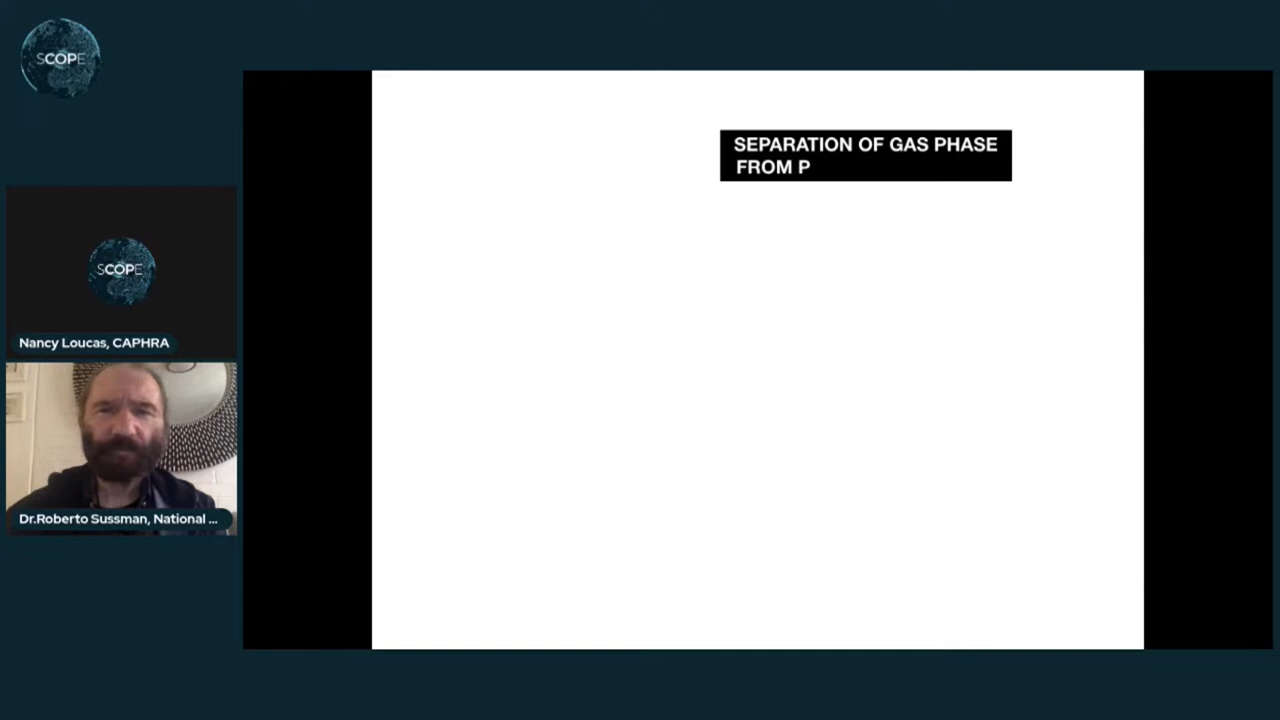 SCOPE
SEPARATION OF GAS PHASE
FROM P
SCOPE
Nancy Loucas, CAPHRA
Dr.Roberto Sussman, National ...